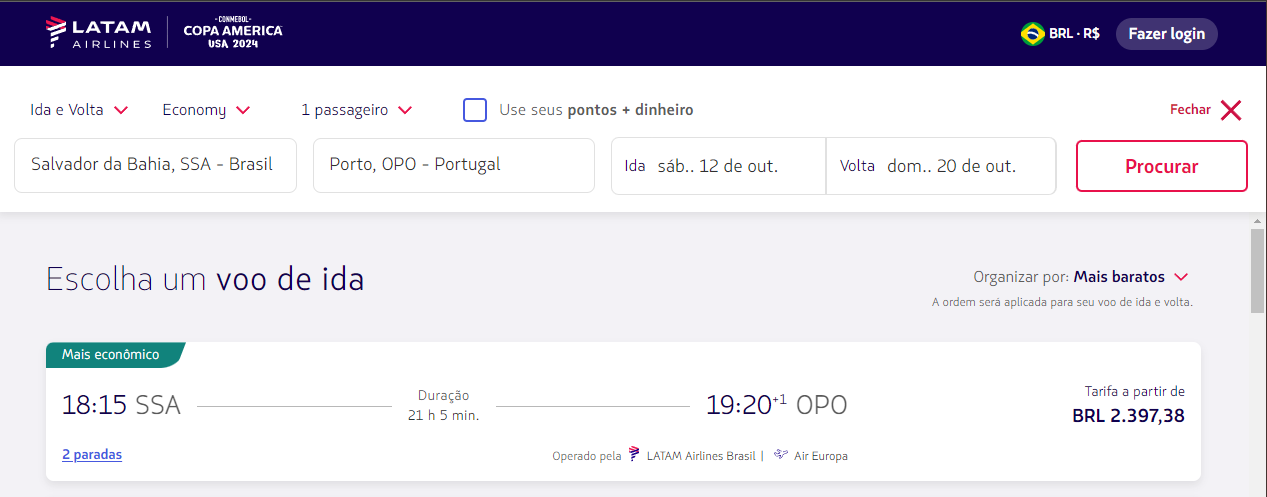 LATAM AIRLINES
CONMEBOL
COPA AMERICA
USA 2024
BRL · R$
Fazer login
Ida e Volta
Economy
1 passageiro
Use seus pontos + dinheiro
Fechar
Salvador da Bahia, SSA - Brasil
Porto, OPO - Portugal
Ida sáb.. 12 de out.
Volta dom.. 20 de out.
Procurar
Escolha um voo de ida
Organizar por: Mais baratos
A ordem será aplicada para seu voo de ida e volta.
Mais econômico
18:15 SSA
Duração
21 h 5 min.
19:20+1 OPO
Tarifa a partir de
BRL 2.397,38
2 paradas
Operado pela LATAM Airlines Brasil | Air Europa